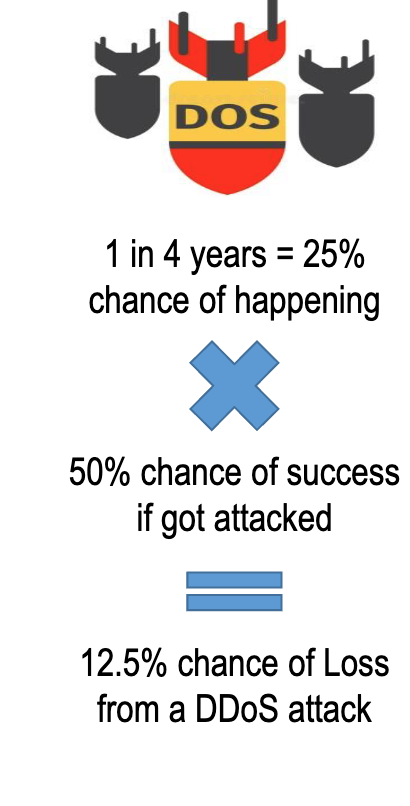 DOS
1 in 4 years = 25%
chance of happening
50% chance of success
if got attacked
12.5% chance of Loss
from a DDoS attack